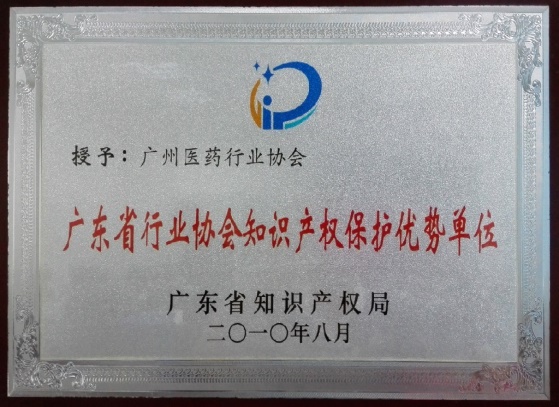 授予：广州医药行业协会
广东省行业协会知识产权保护优势单位
广东省知识产权局
二〇一〇年八月